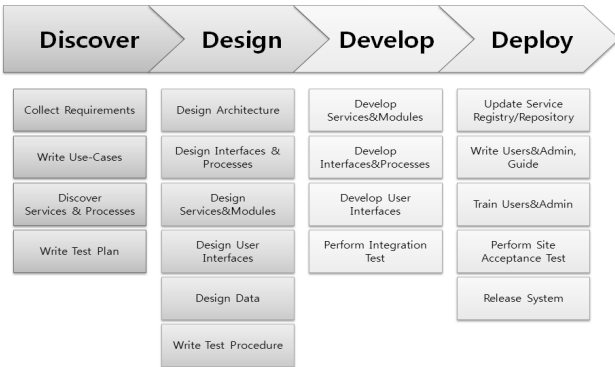 Discover
Design
Develop
Deploy
Collect Requirements
Write Use-Cases
Discover
Services & Processes
Write Test Plan
Design Architecture
Design Interfaces &
Processes
Design
Services&Modules
Design User
Interfaces
Design Data
Write Test Procedure
Develop
Services&Modules
Develop
Interfaces&Processes
Develop User
Interfaces
Perform Integration
Test
Update Service
Registry/Repository
Write Users&Admin,
Guide
Train Users&Admin
Perform Site
Acceptance Test
Release System